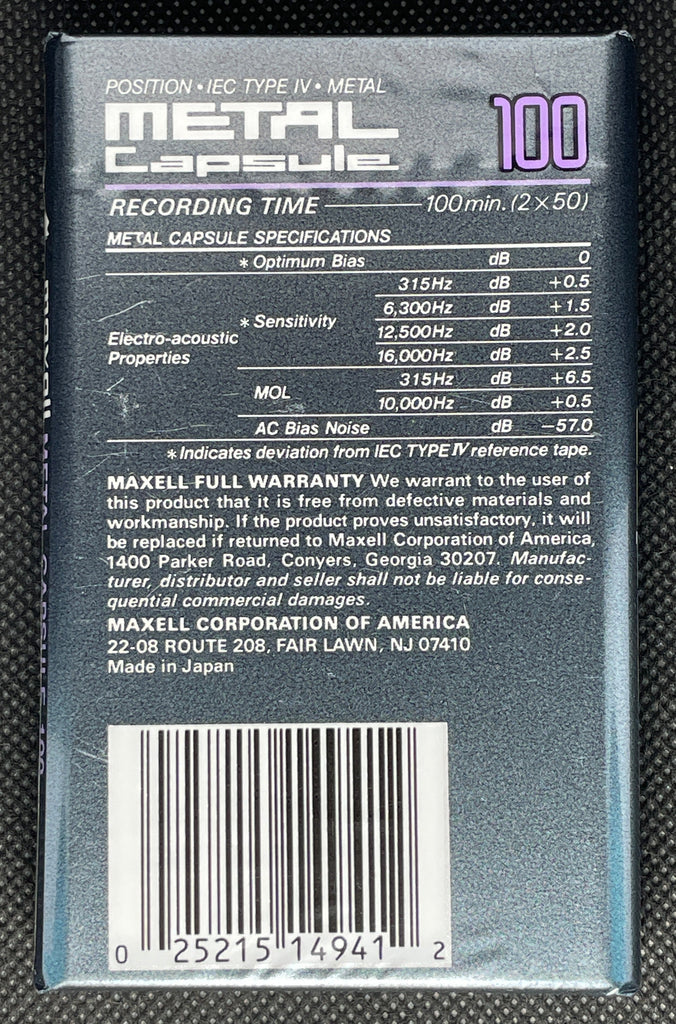 POSITION • IEC TYPE IV • METAL
METAL
Capsule
100
RECORDING TIME 100min. (2×50)
METAL CAPSULE SPECIFICATIONS
* Optimum Bias dB 0
315Hz dB +0.5
6,300Hz dB +1.5
* Sensitivity
12,500Hz dB +2.0
Electro-acoustic
Properties
16,000Hz dB +2.5
315Hz dB +6.5
MOL
10,000Hz dB +0.5
AC Bias Noise dB −57.0
* Indicates deviation from IEC TYPE IV reference tape.
MAXELL FULL WARRANTY We warrant to the user of
this product that it is free from defective materials and
workmanship. If the product proves unsatisfactory, it will
be replaced if returned to Maxell Corporation of America,
1400 Parker Road, Conyers, Georgia 30207. Manufac-
turer, distributor and seller shall not be liable for conse-
quential commercial damages.
MAXELL CORPORATION OF AMERICA
22-08 ROUTE 208, FAIR LAWN, NJ 07410
Made in Japan
0 25215 14941 2
maxell METAL CAPSULE 100